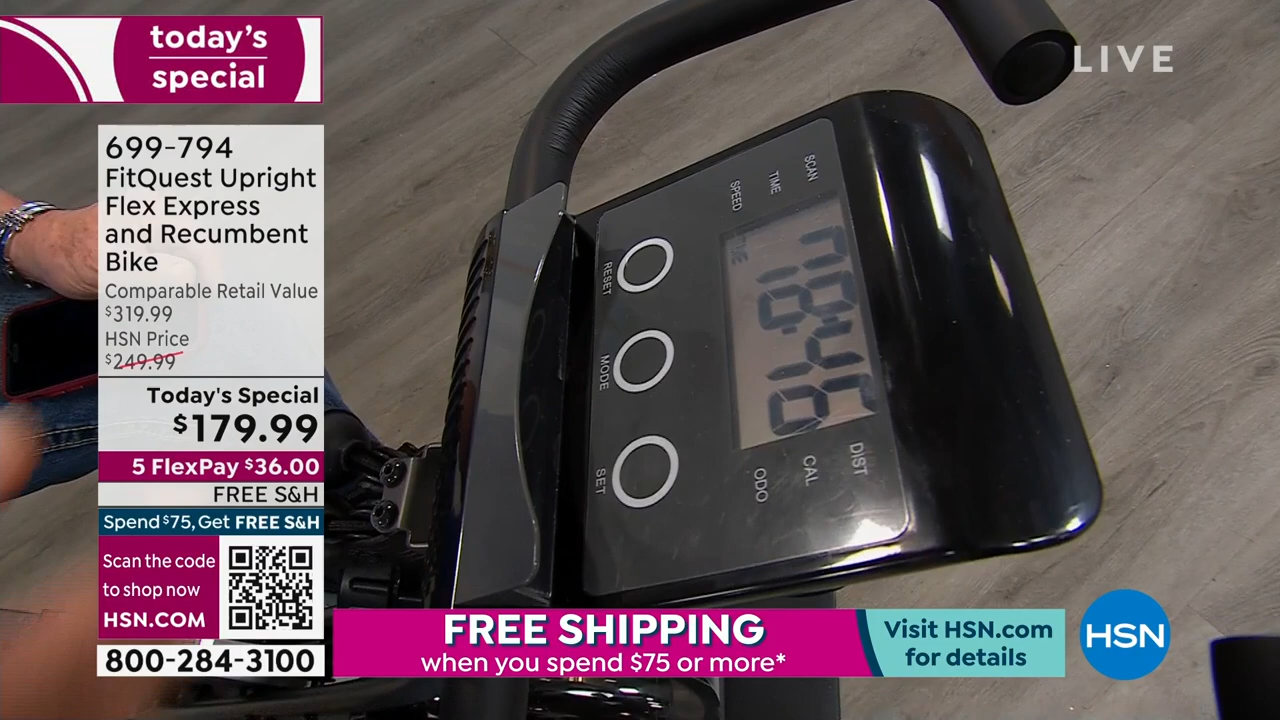 today's
special
LIVE
699-794
FitQuest Upright
Flex Express
and Recumbent
Bike
Comparable Retail Value
$319.99
HSN Price
$249.99
Today's Special
$179.99
5 FlexPay $36.00
FREE S&H
Spend $75, Get FREE S&H
Scan the code
to shop now
HSN.COM
800-284-3100
SCAN
TIME
SPEED
RESET
MODE
SET
DIST
CAL
ODO
FREE SHIPPING
when you spend $75 or more*
Visit HSN.com
for details
HSN